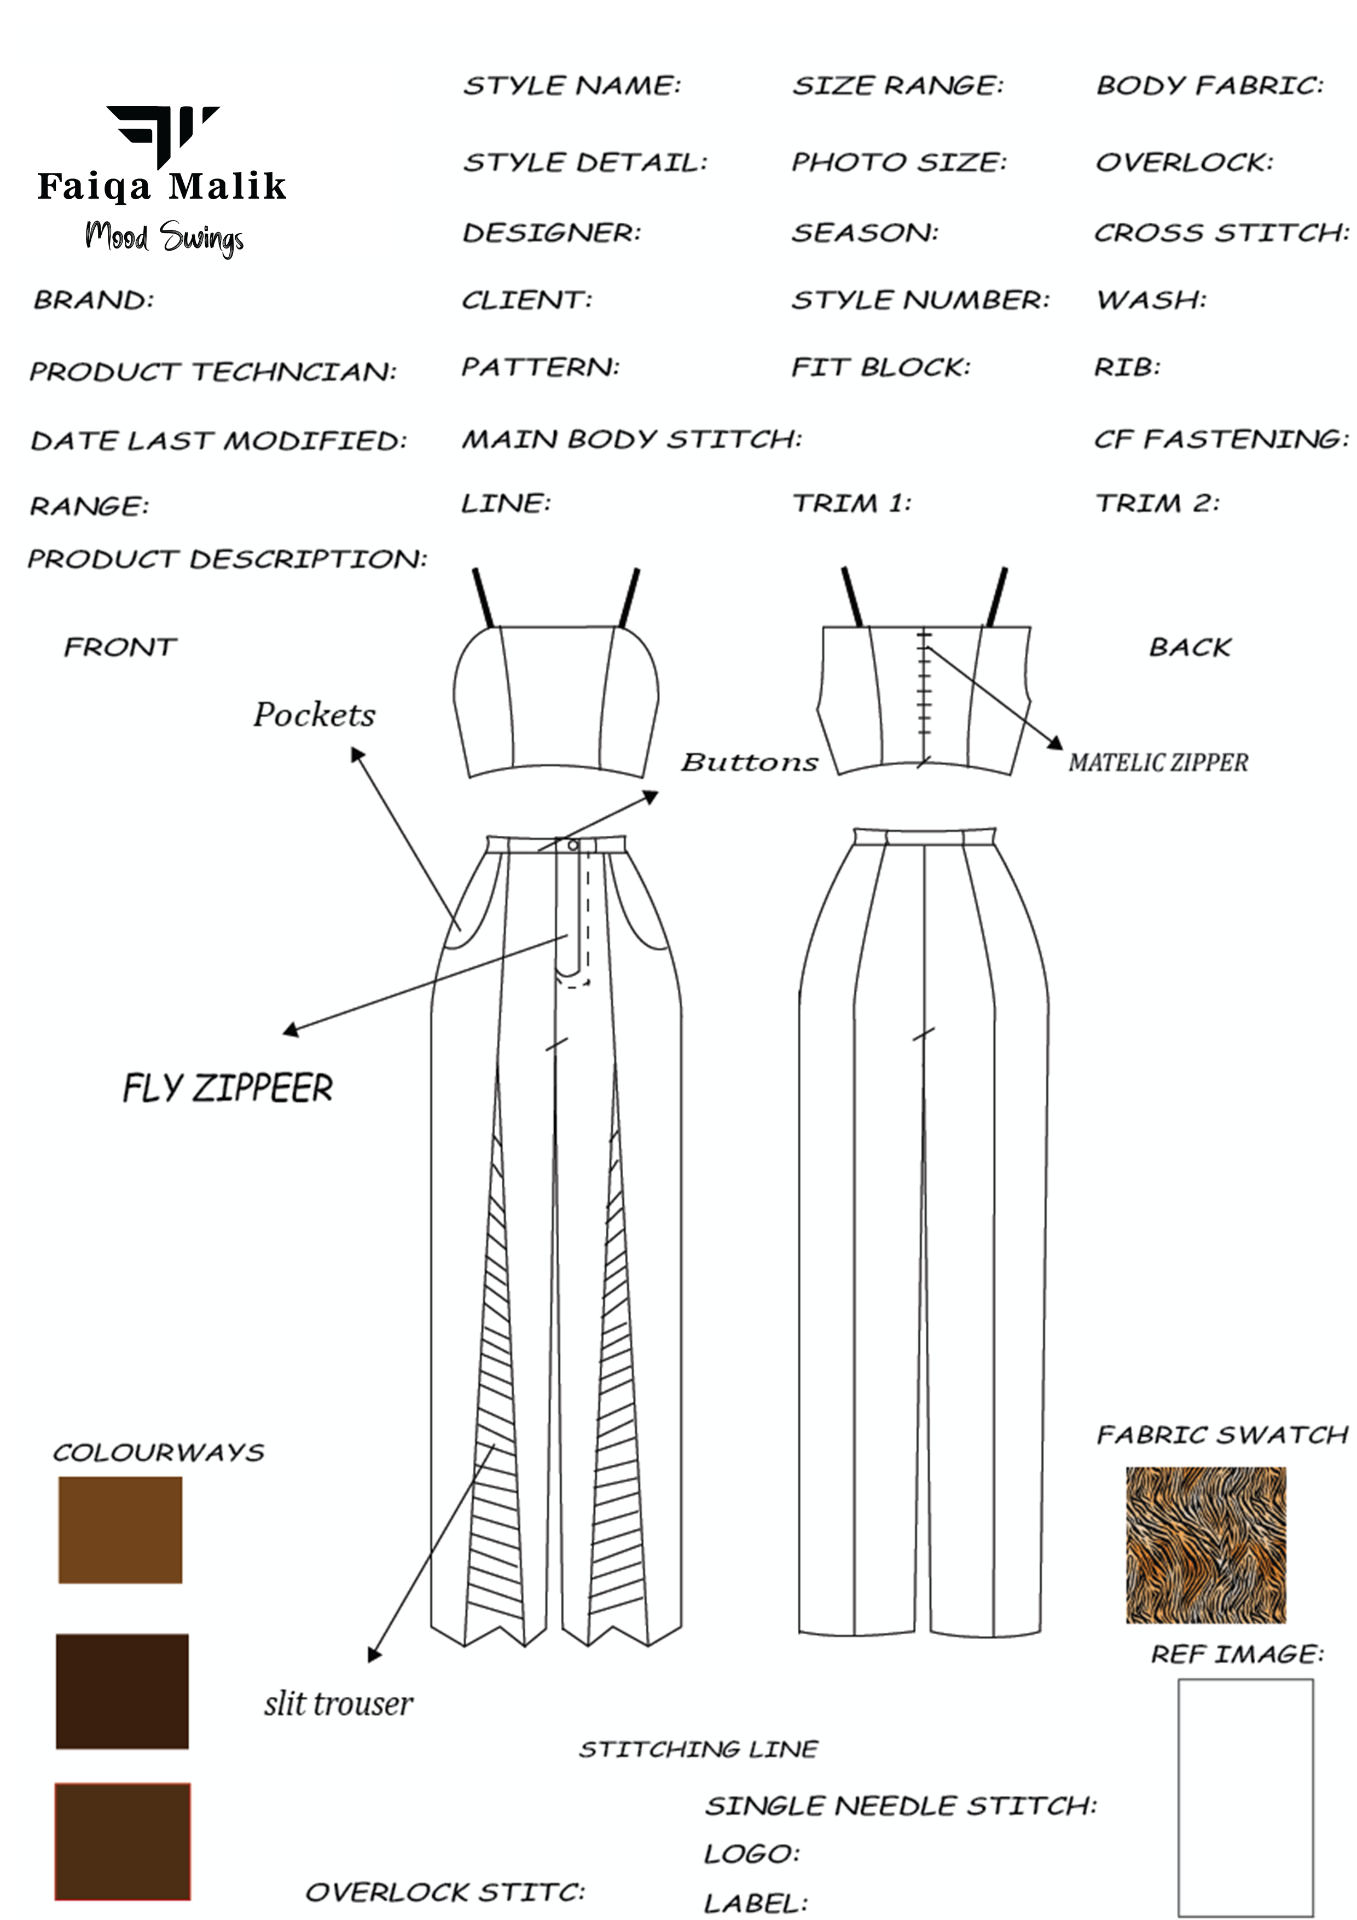 STYLE NAME: SIZE RANGE: BODY FABRIC:
Faiqa Malik
Mood Swings
STYLE DETAIL: PHOTO SIZE: OVERLOCK:
DESIGNER: SEASON: CROSS STITCH:
BRAND: CLIENT: STYLE NUMBER: WASH:
PRODUCT TECHNCIAN: PATTERN: FIT BLOCK: RIB:
DATE LAST MODIFIED: MAIN BODY STITCH: CF FASTENING:
RANGE: LINE: TRIM 1: TRIM 2:
PRODUCT DESCRIPTION:
FRONT BACK
Pockets
Buttons MATELIC ZIPPER
FLY ZIPPEER
COLOURWAYS FABRIC SWATCH
REF IMAGE:
slit trouser
STITCHING LINE
SINGLE NEEDLE STITCH:
LOGO:
OVERLOCK STITC: LABEL: